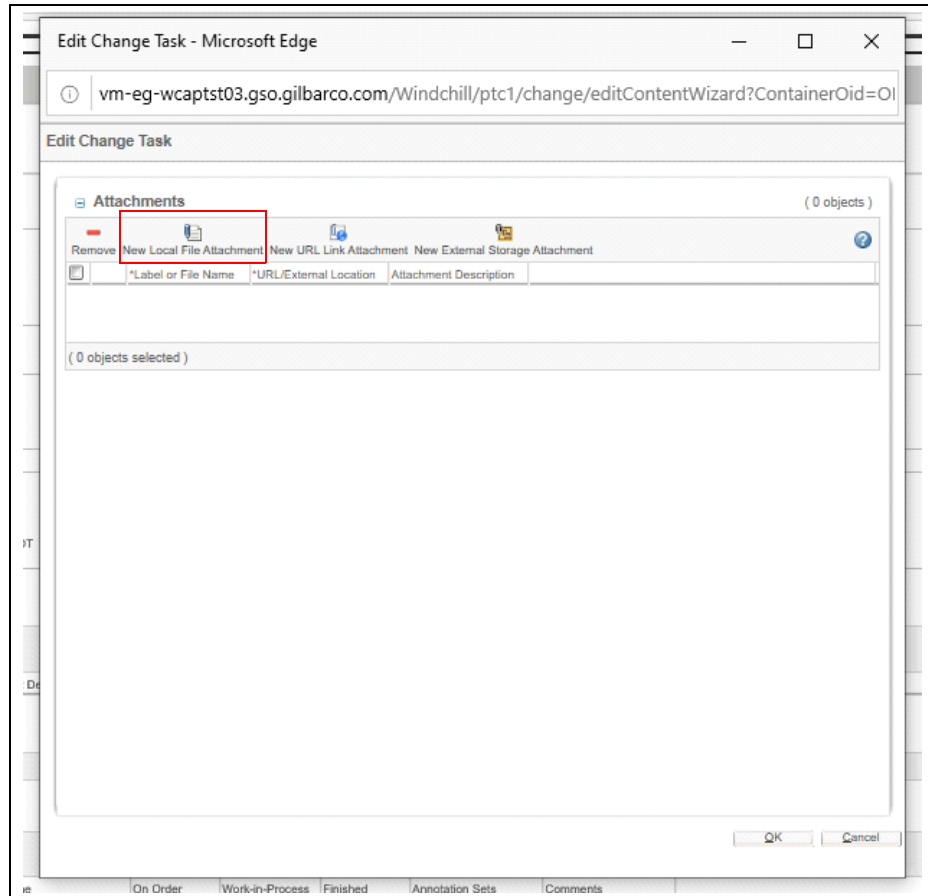 Edit Change Task - Microsoft Edge
vm-eg-wcaptst03.gso.gilbarco.com/Windchill/ptc1/change/editContentWizard?ContainerOid=OI
Edit Change Task
Attachments ( 0 objects )
Remove New Local File Attachment New URL Link Attachment New External Storage Attachment
*Label or File Name *URL/External Location Attachment Description
( 0 objects selected )
OT
: De
OK Cancel
On Order Work-in-Process Finished Annotation Sets Comments